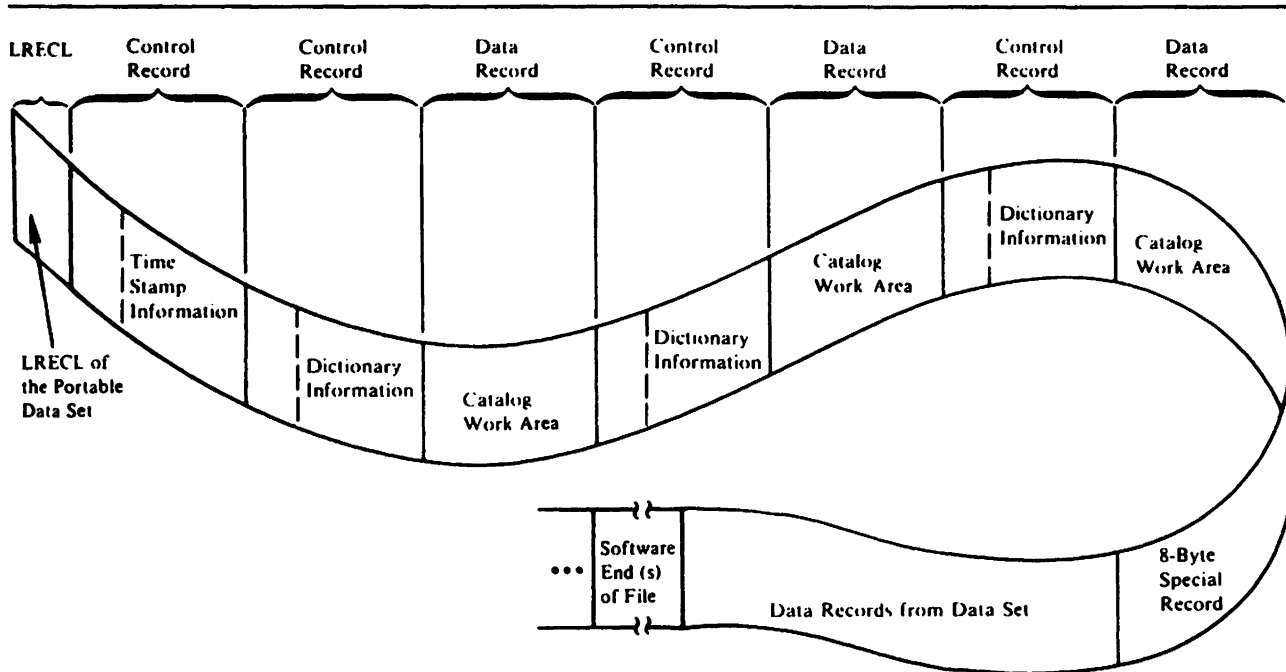 LRECL
Control
Record
Control
Record
Data
Record
Control
Record
Data
Record
Control
Record
Data
Record
Time
Stamp
Information
Dictionary
Information
Catalog
Work Area
Dictionary
Information
Catalog
Work Area
Dictionary
Information
Catalog
Work Area
LRECL of
the Portable
Data Set
•••
Software
End (s)
of File
Data Records from Data Set
8-Byte
Special
Record